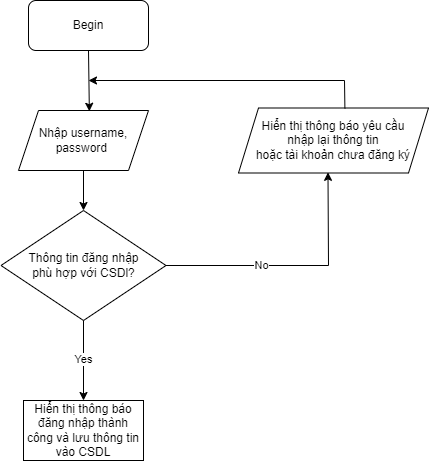 Begin
Nhập username,
password
Hiển thị thông báo yêu cầu
nhập lại thông tin
hoặc tài khoản chưa đăng ký
Thông tin đăng nhập
phù hợp với CSDl?
No
Yes
Hiển thị thông báo
đăng nhập thành
công và lưu thông tin
vào CSDL